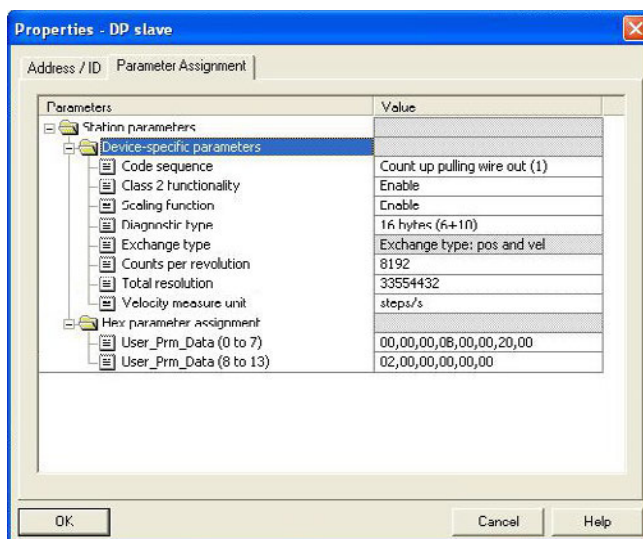 Properties - DP slave
Address / ID Parameter Assignment
Parameters Value
Station parameters
Device-specific parameters
Code sequence Count up pulling wire out (1)
Class 2 functionality Enable
Scaling function Enable
Diagnostic type 16 bytes (6+10)
Exchange type Exchange type: pos and vel
Counts per revolution 8192
Total resolution 33554432
Velocity measure unit steps/s
Hex parameter assignment
User_Prm_Data (0 to 7) 00,00,00,0B,00,00,20,00
User_Prm_Data (8 to 13) 02,00,00,00,00,00
OK Cancel Help